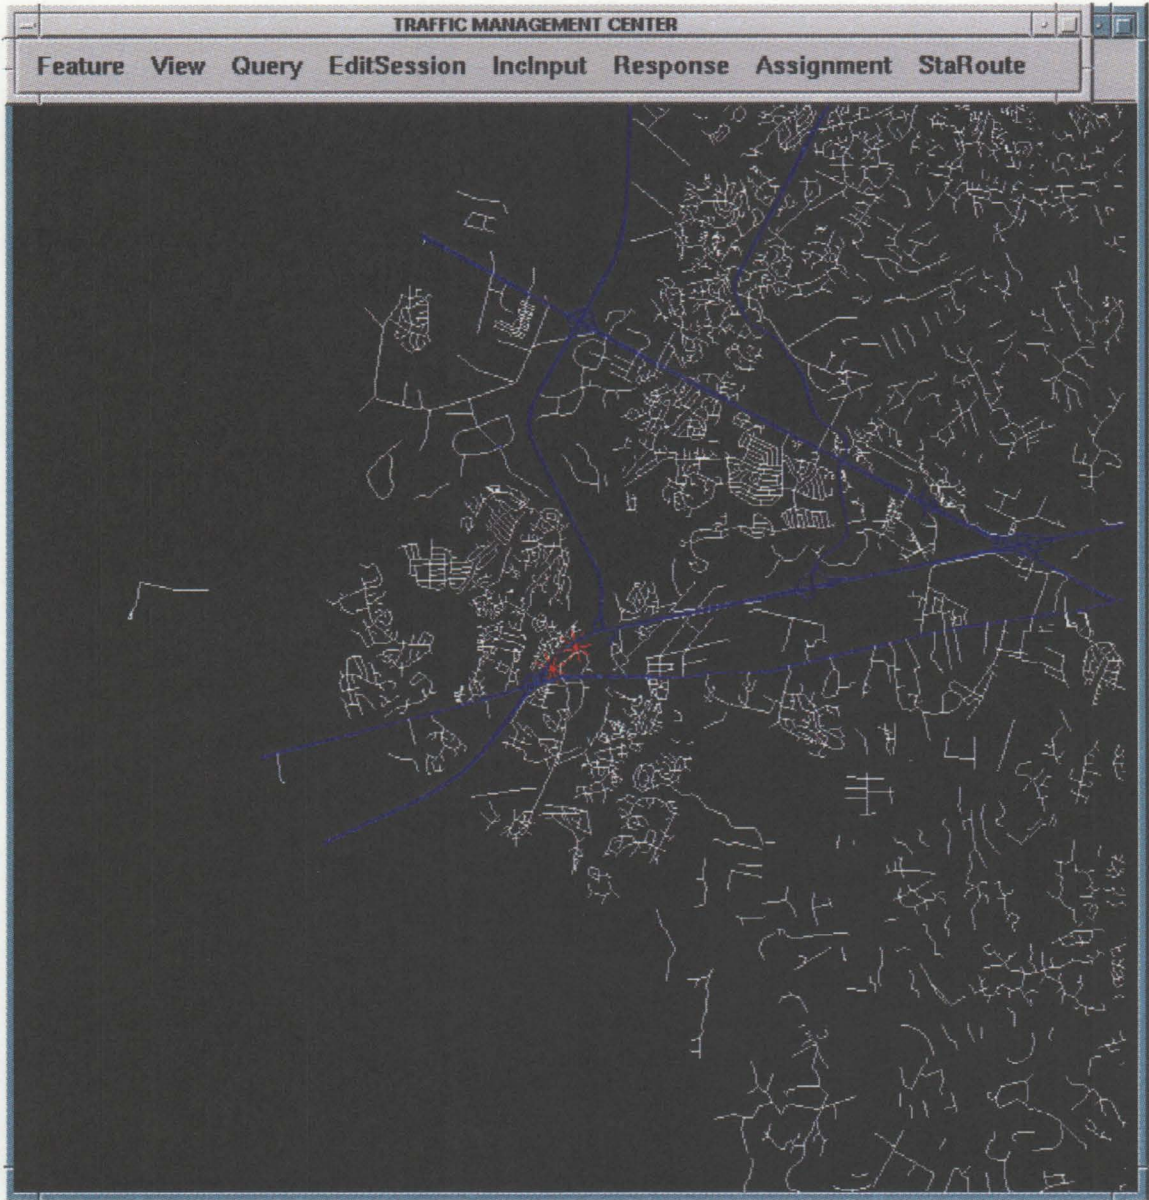 TRAFFIC MANAGEMENT CENTER
Feature View Query EditSession IncInput Response Assignment StaRoute